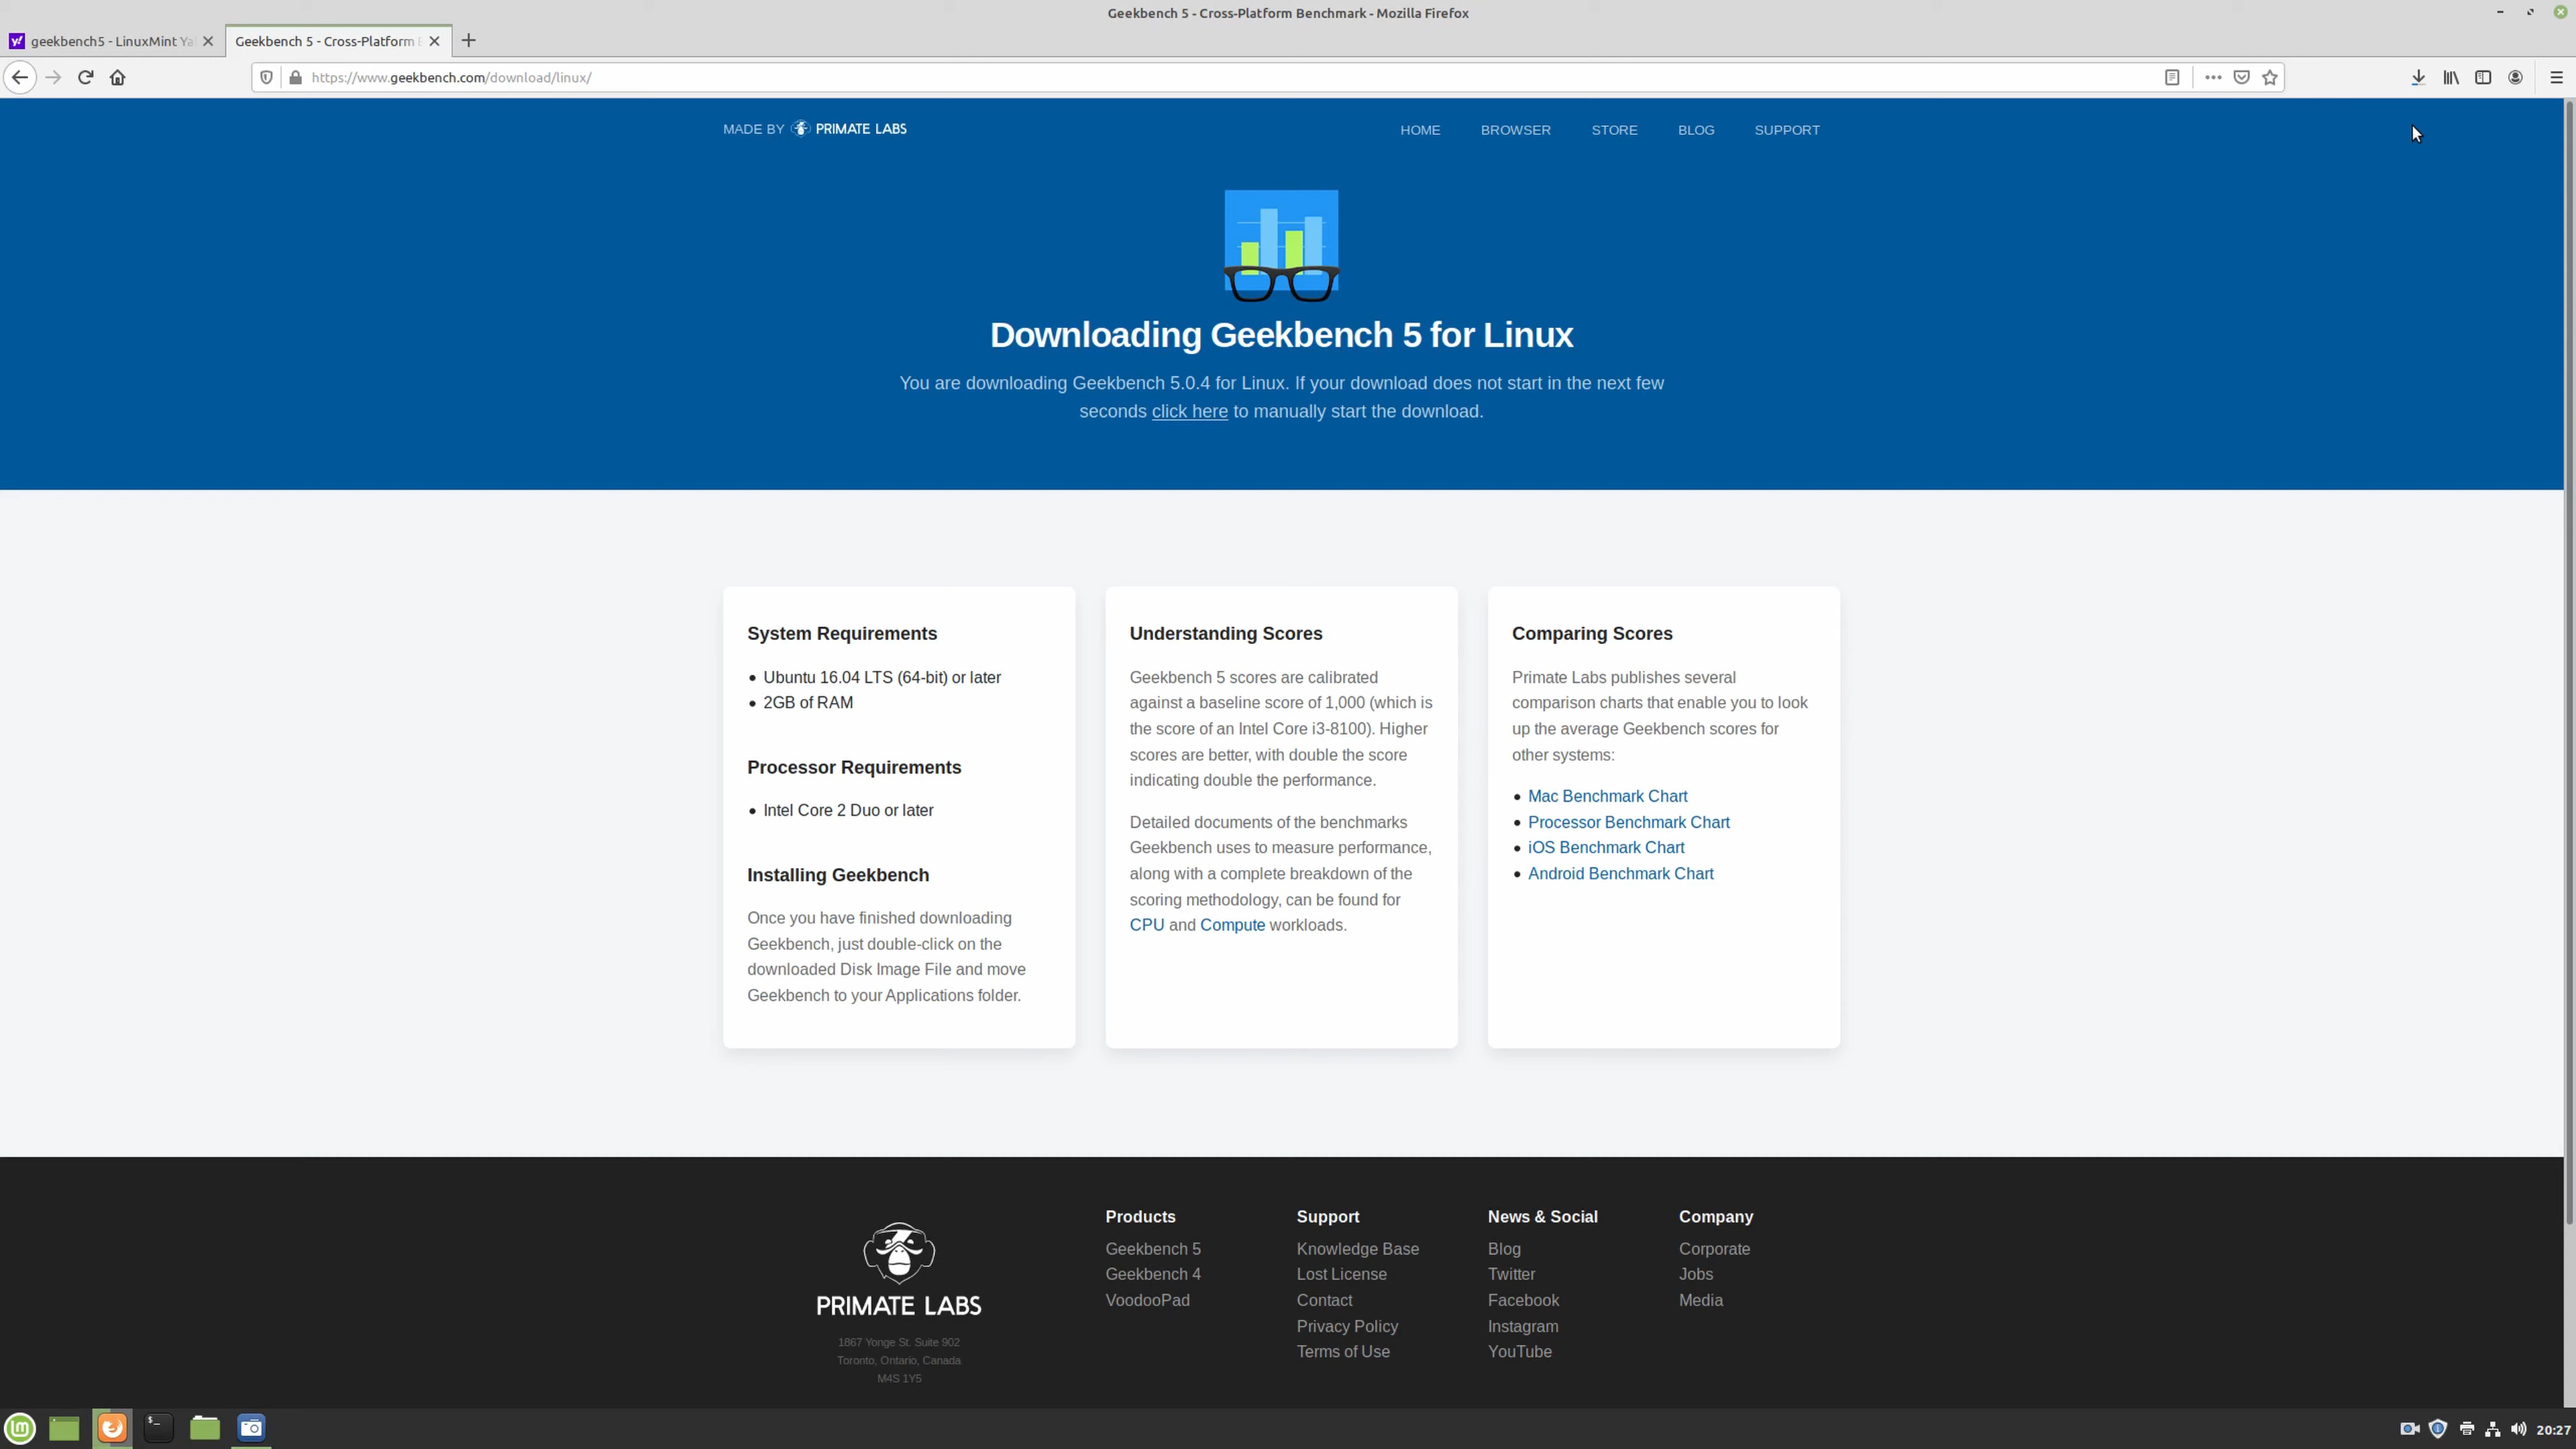 Geekbench 5 - Cross-Platform Benchmark - Mozilla Firefox
geekbench5 - LinuxMint Ya
Geekbench 5 - Cross-Platform
https://www.geekbench.com/download/linux/
MADE BY PRIMATE LABS
HOME BROWSER STORE BLOG SUPPORT
Downloading Geekbench 5 for Linux
You are downloading Geekbench 5.0.4 for Linux. If your download does not start in the next few
seconds click here to manually start the download.
System Requirements
• Ubuntu 16.04 LTS (64-bit) or later
• 2GB of RAM
Processor Requirements
• Intel Core 2 Duo or later
Installing Geekbench
Once you have finished downloading
Geekbench, just double-click on the
downloaded Disk Image File and move
Geekbench to your Applications folder.
Understanding Scores
Geekbench 5 scores are calibrated
against a baseline score of 1,000 (which is
the score of an Intel Core i3-8100). Higher
scores are better, with double the score
indicating double the performance.
Detailed documents of the benchmarks
Geekbench uses to measure performance,
along with a complete breakdown of the
scoring methodology, can be found for
CPU and Compute workloads.
Comparing Scores
Primate Labs publishes several
comparison charts that enable you to look
up the average Geekbench scores for
other systems:
• Mac Benchmark Chart
• Processor Benchmark Chart
• iOS Benchmark Chart
• Android Benchmark Chart
PRIMATE LABS
1867 Yonge St. Suite 902
Toronto, Ontario, Canada
M4S 1Y5
Products
Geekbench 5
Geekbench 4
VoodooPad
Support
Knowledge Base
Lost License
Contact
Privacy Policy
Terms of Use
News & Social
Blog
Twitter
Facebook
Instagram
YouTube
Company
Corporate
Jobs
Media
20:27